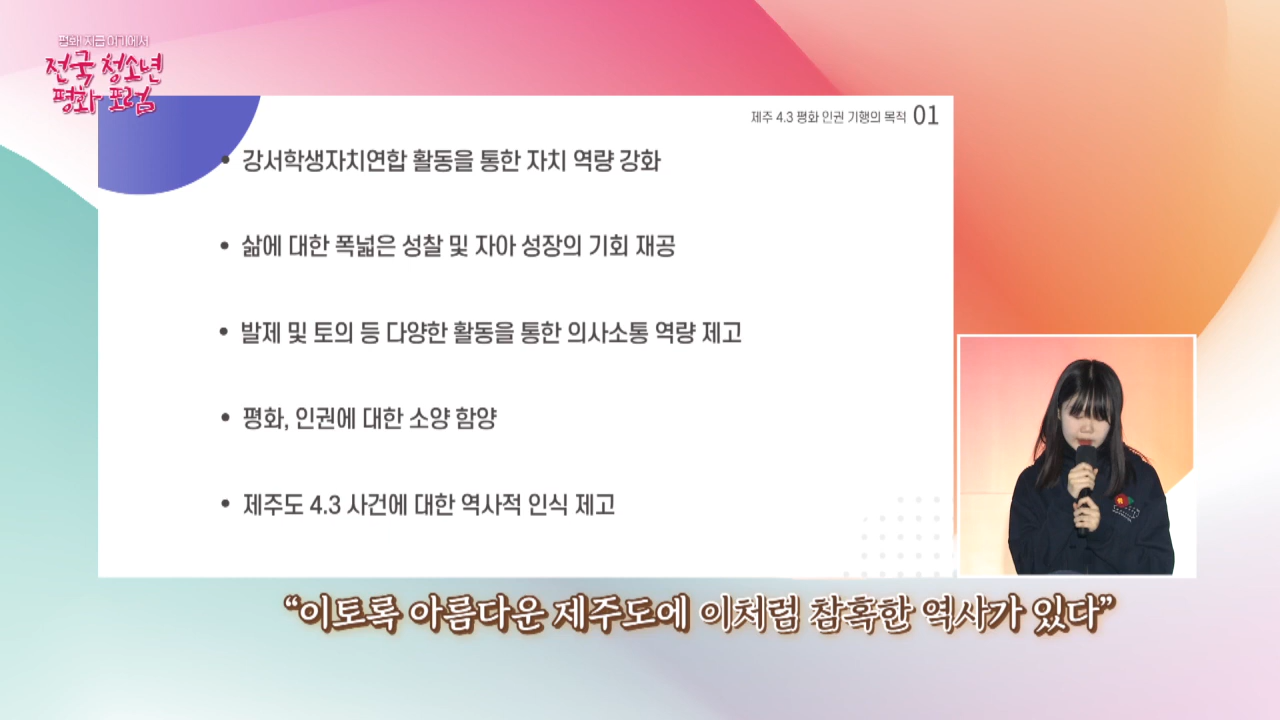 평화! 지금 여기에서
전국 청소년
평화 포럼
제주 4.3 평화 인권 기행의 목적 01
• 강서학생자치연합 활동을 통한 자치 역량 강화
• 삶에 대한 폭넓은 성찰 및 자아 성장의 기회 재공
• 발제 및 토의 등 다양한 활동을 통한 의사소통 역량 제고
• 평화, 인권에 대한 소양 함양
• 제주도 4.3 사건에 대한 역사적 인식 제고
“이토록 아름다운 제주도에 이처럼 참혹한 역사가 있다”